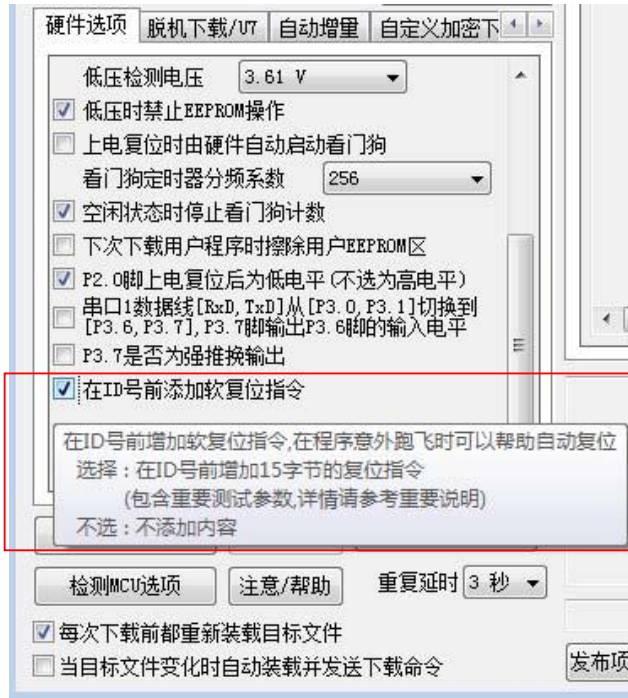 硬件选项 脱机下载/U7 自动增量 自定义加密下
低压检测电压 3.61 V
低压时禁止EEPROM操作
上电复位时由硬件自动启动看门狗
看门狗定时器分频系数 256
空闲状态时停止看门狗计数
下次下载用户程序时擦除用户EEPROM区
P2.0脚上电复位后为低电平(不选为高电平)
串口1数据线[RxD,TxD]从[P3.0,P3.1]切换到
[P3.6,P3.7],P3.7脚输出P3.6脚的输入电平
P3.7是否为强推挽输出
在ID号前添加软复位指令
在ID号前增加软复位指令,在程序意外跑飞时可以帮助自动复位
选择:在ID号前增加15字节的复位指令
(包含重要测试参数,详情请参考重要说明)
不选:不添加内容
检测MCU选项 注意/帮助 重复延时 3 秒
每次下载前都重新装载目标文件
当目标文件变化时自动装载并发送下载命令 发布项